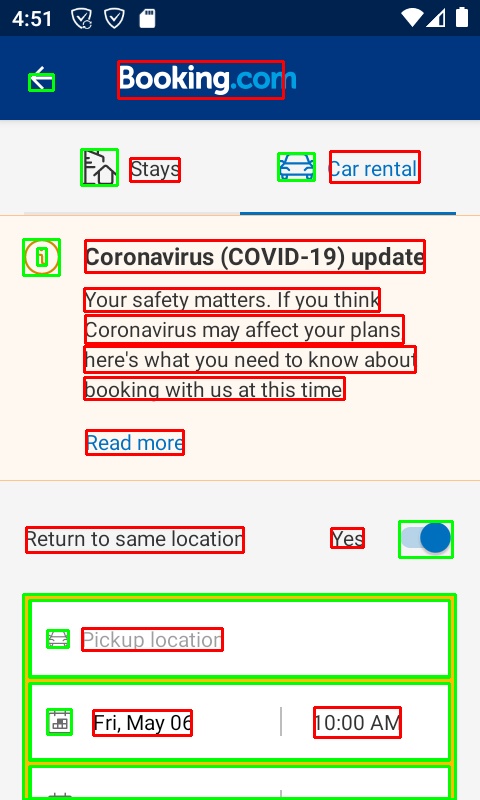 4:51
Booking.com
Stays
Car rental
Coronavirus (COVID-19) update
Your safety matters. If you think
Coronavirus may affect your plans
here's what you need to know about
booking with us at this time
Read more
Return to same location
Yes
Pickup location
Fri, May 06
10:00 AM